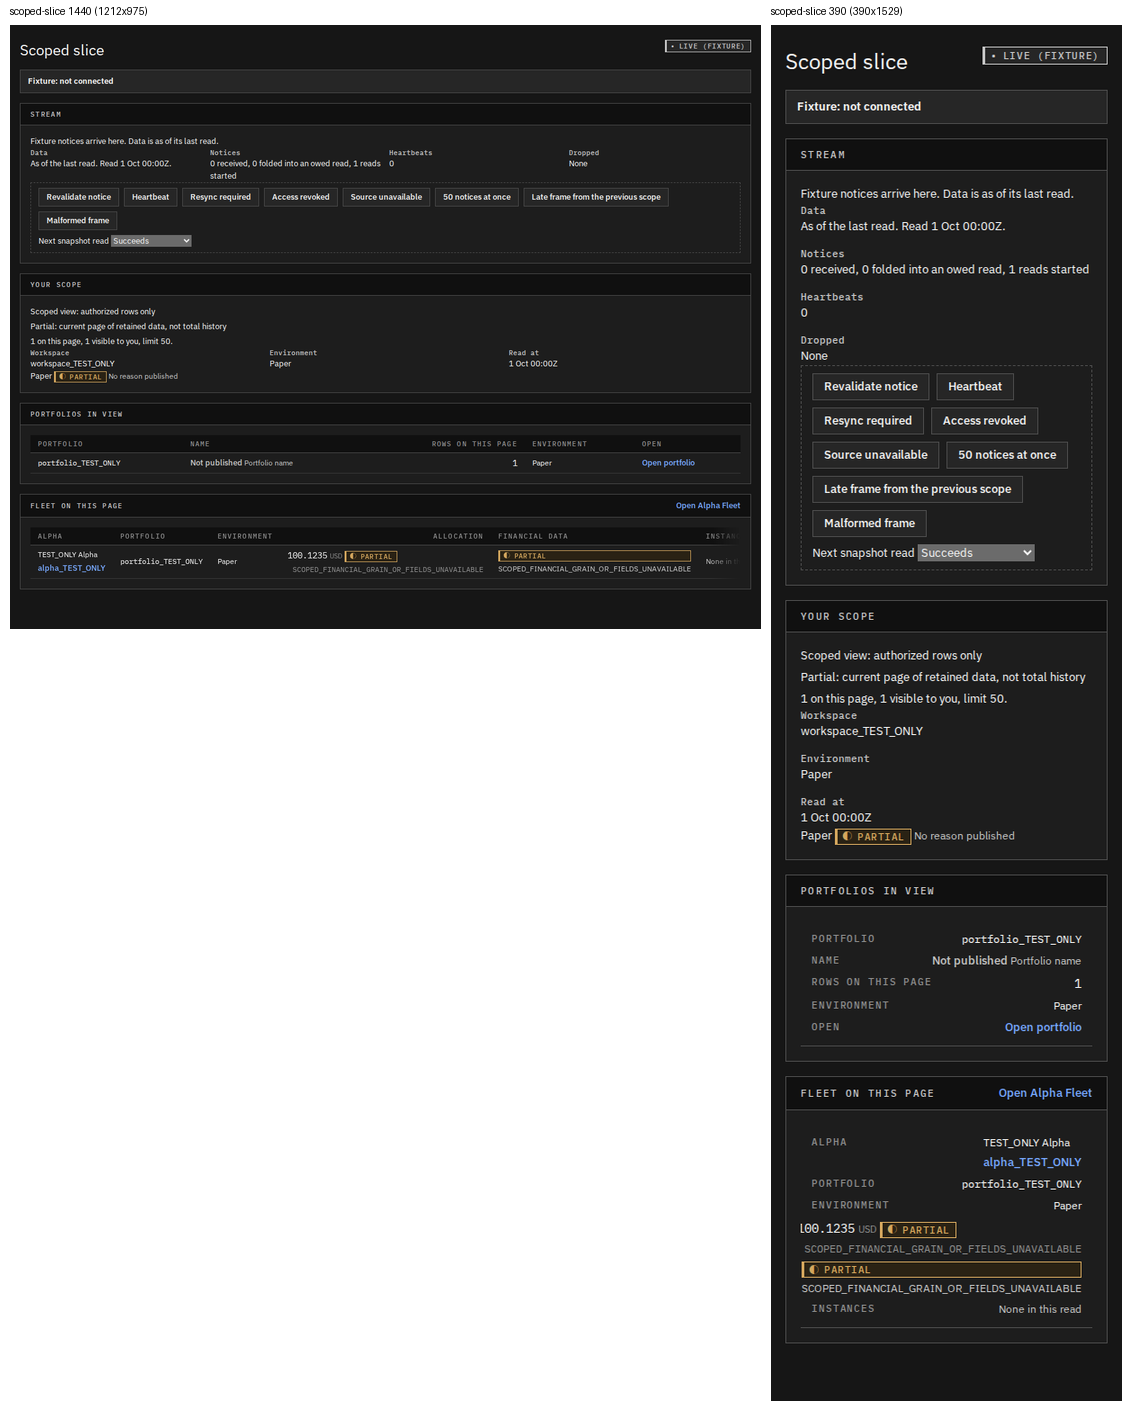 scoped-slice 1440 (1212x975)
Scoped slice
• LIVE (FIXTURE)
Fixture: not connected
STREAM
Fixture notices arrive here. Data is as of its last read.
Data
As of the last read. Read 1 Oct 00:00Z.
Notices
0 received, 0 folded into an owed read, 1 reads
started
Heartbeats
0
Dropped
None
Revalidate notice
Heartbeat
Resync required
Access revoked
Source unavailable
50 notices at once
Late frame from the previous scope
Malformed frame
Next snapshot read Succeeds
YOUR SCOPE
Scoped view: authorized rows only
Partial: current page of retained data, not total history
1 on this page, 1 visible to you, limit 50.
Workspace
workspace_TEST_ONLY
Environment
Paper
Read at
1 Oct 00:00Z
Paper PARTIAL No reason published
PORTFOLIOS IN VIEW
PORTFOLIO NAME ROWS ON THIS PAGE ENVIRONMENT OPEN
portfolio_TEST_ONLY Not published Portfolio name 1 Paper Open portfolio
FLEET ON THIS PAGE Open Alpha Fleet
ALPHA PORTFOLIO ENVIRONMENT ALLOCATION FINANCIAL DATA
TEST_ONLY Alpha
alpha_TEST_ONLY
portfolio_TEST_ONLY
Paper
100.1235 USD PARTIAL
SCOPED_FINANCIAL_GRAIN_OR_FIELDS_UNAVAILABLE
PARTIAL
SCOPED_FINANCIAL_GRAIN_OR_FIELDS_UNAVAILABLE
None in
scoped-slice 390 (390x1529)
Scoped slice
• LIVE (FIXTURE)
Fixture: not connected
STREAM
Fixture notices arrive here. Data is as of its last read.
Data
As of the last read. Read 1 Oct 00:00Z.
Notices
0 received, 0 folded into an owed read, 1 reads started
Heartbeats
0
Dropped
None
Revalidate notice
Heartbeat
Resync required
Access revoked
Source unavailable
50 notices at once
Late frame from the previous scope
Malformed frame
Next snapshot read Succeeds
YOUR SCOPE
Scoped view: authorized rows only
Partial: current page of retained data, not total history
1 on this page, 1 visible to you, limit 50.
Workspace
workspace_TEST_ONLY
Environment
Paper
Read at
1 Oct 00:00Z
Paper PARTIAL No reason published
PORTFOLIOS IN VIEW
PORTFOLIO portfolio_TEST_ONLY
NAME Not published Portfolio name
ROWS ON THIS PAGE 1
ENVIRONMENT Paper
OPEN Open portfolio
FLEET ON THIS PAGE Open Alpha Fleet
ALPHA TEST_ONLY Alpha
alpha_TEST_ONLY
PORTFOLIO portfolio_TEST_ONLY
ENVIRONMENT Paper
100.1235 USD PARTIAL
SCOPED_FINANCIAL_GRAIN_OR_FIELDS_UNAVAILABLE
PARTIAL
SCOPED_FINANCIAL_GRAIN_OR_FIELDS_UNAVAILABLE
INSTANCES None in this read